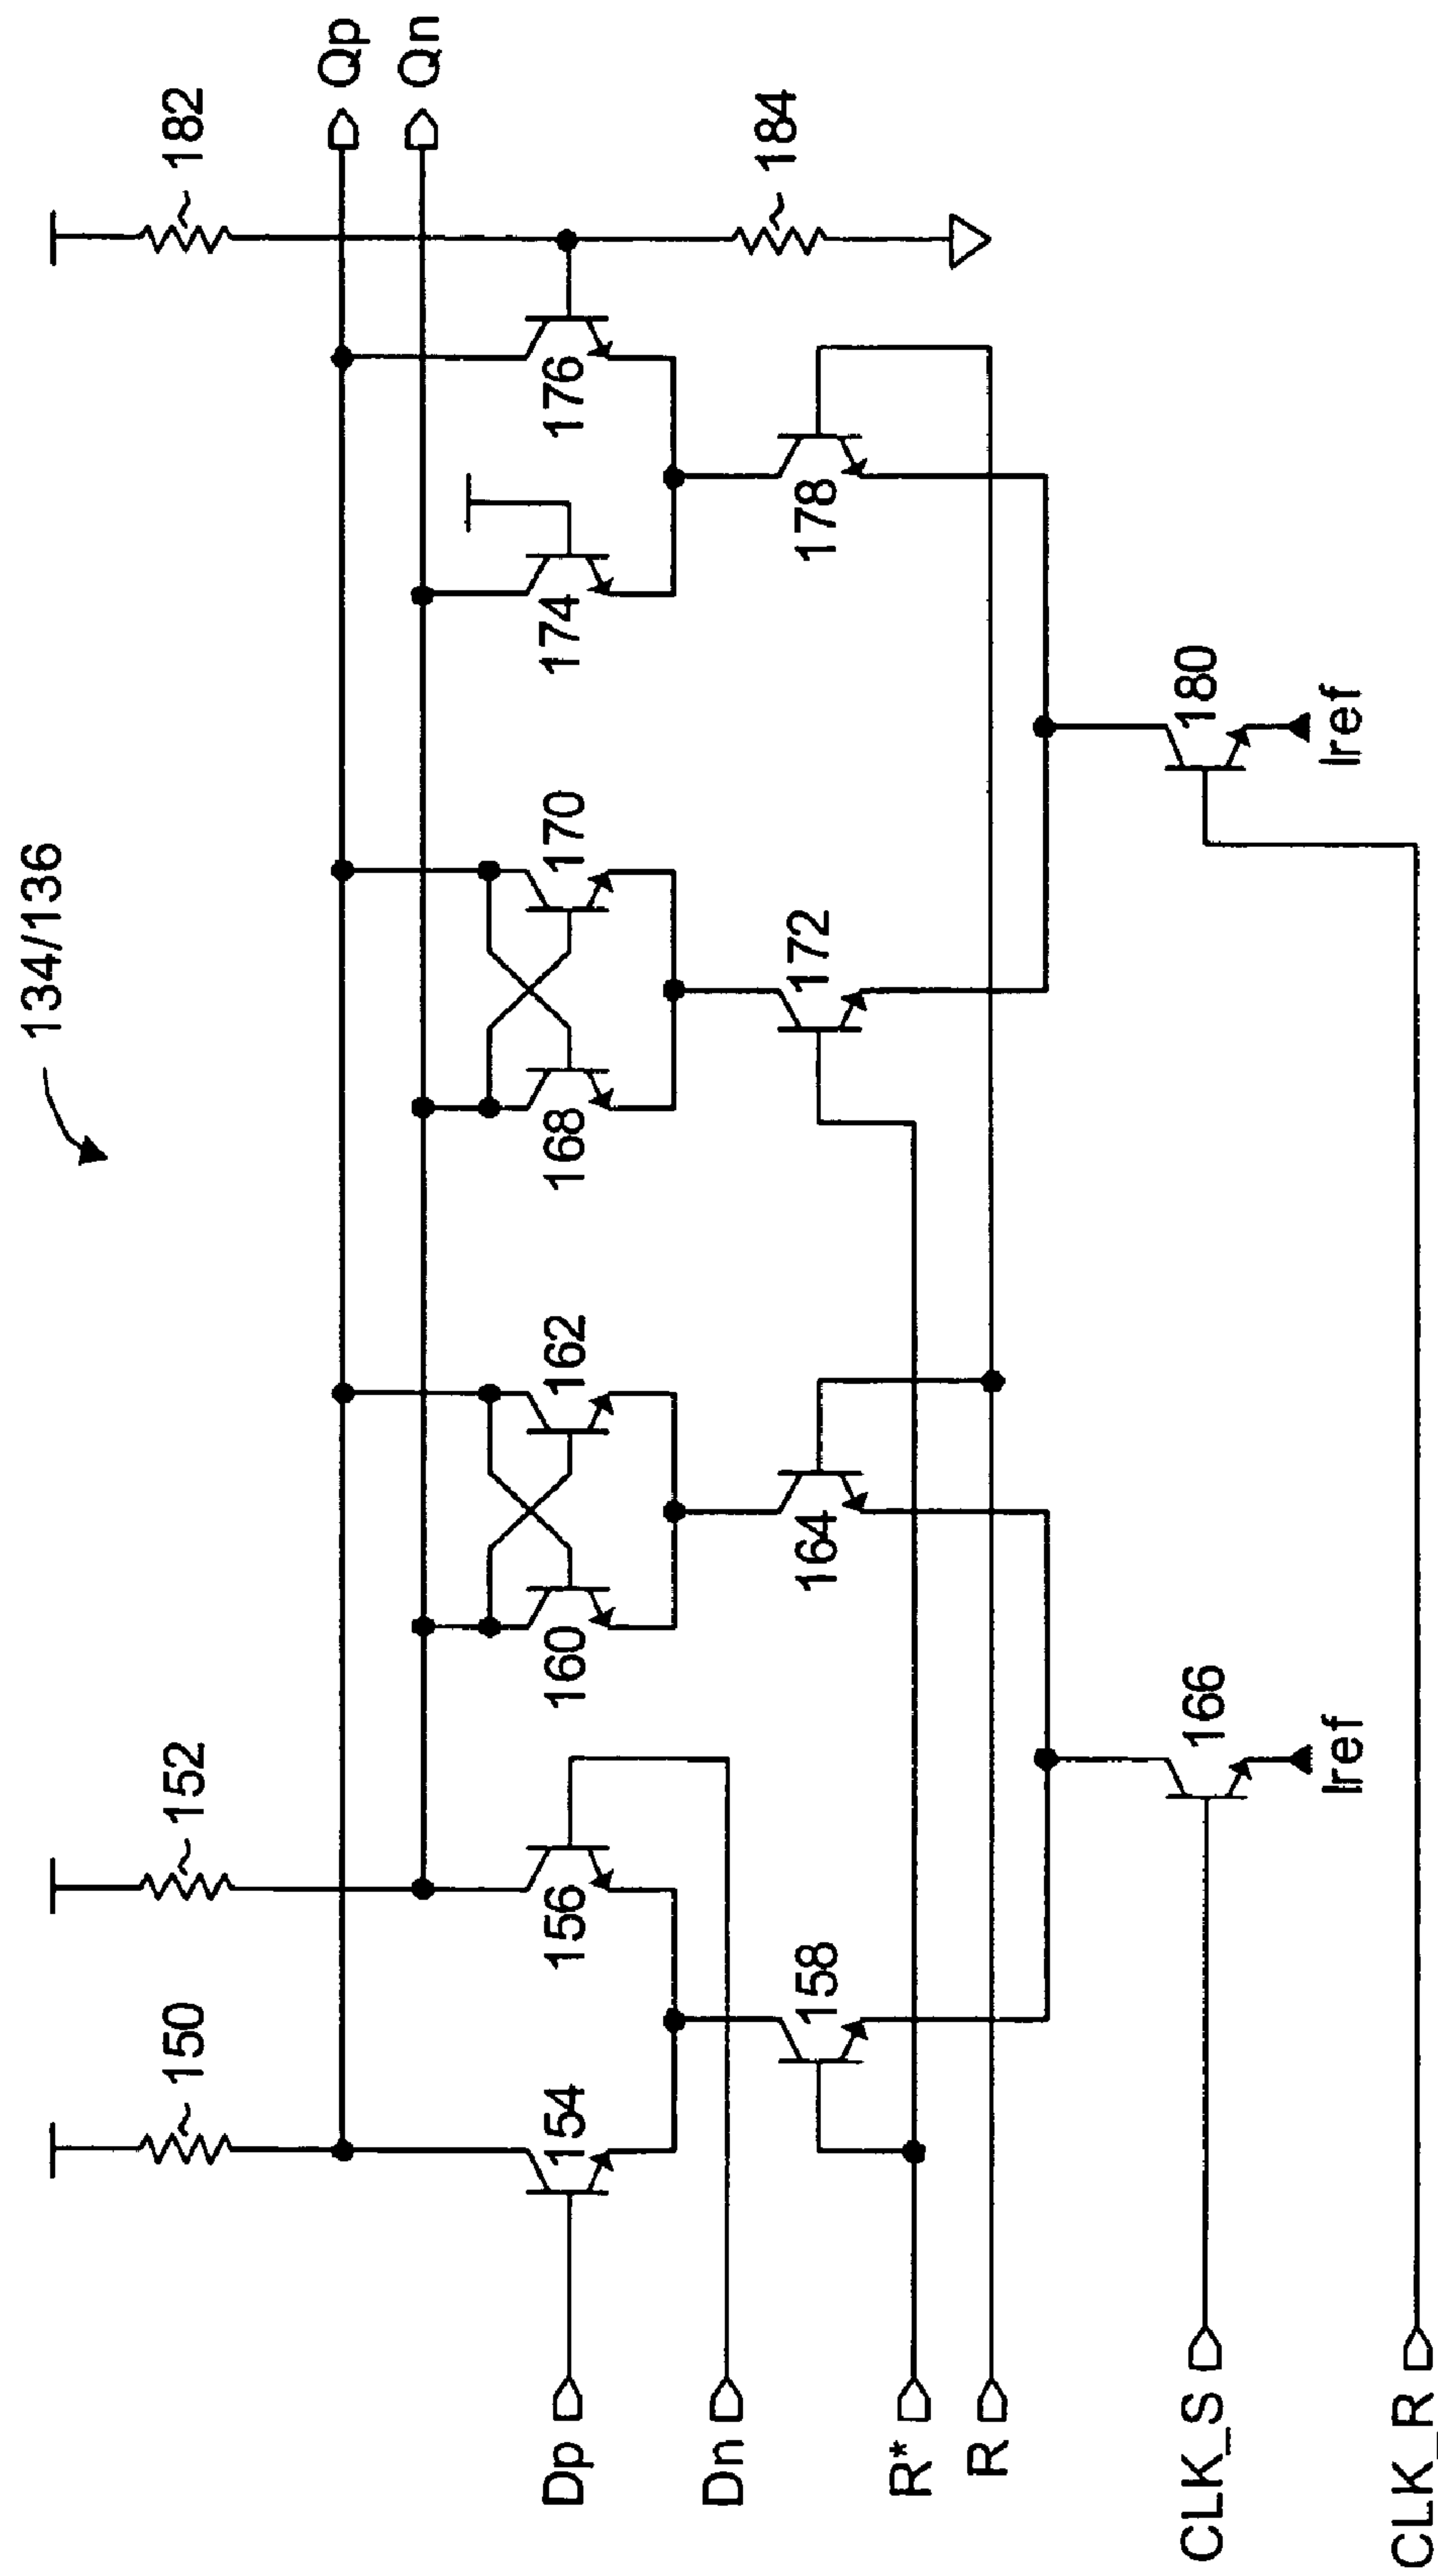 134/136
150
152
182
Qp
Qn
154
156
160
162
168
170
174
176
184
Dp
Dn
158
164
172
178
R*
R
166
180
CLK_S
Iref
Iref
CLK_R